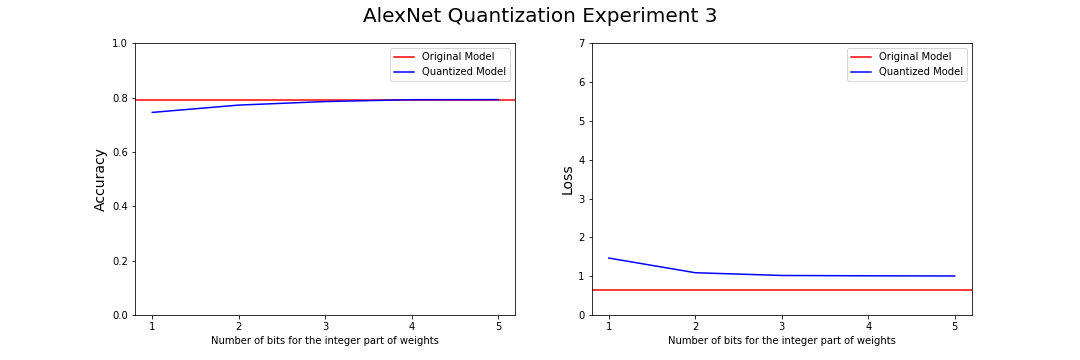 AlexNet Quantization Experiment 3
1.0
0.8
0.6
0.4
0.2
0.0
Accuracy
Original Model
Quantized Model
1 2 3 4 5
Number of bits for the integer part of weights
7
6
5
4
3
2
1
0
Loss
Original Model
Quantized Model
1 2 3 4 5
Number of bits for the integer part of weights